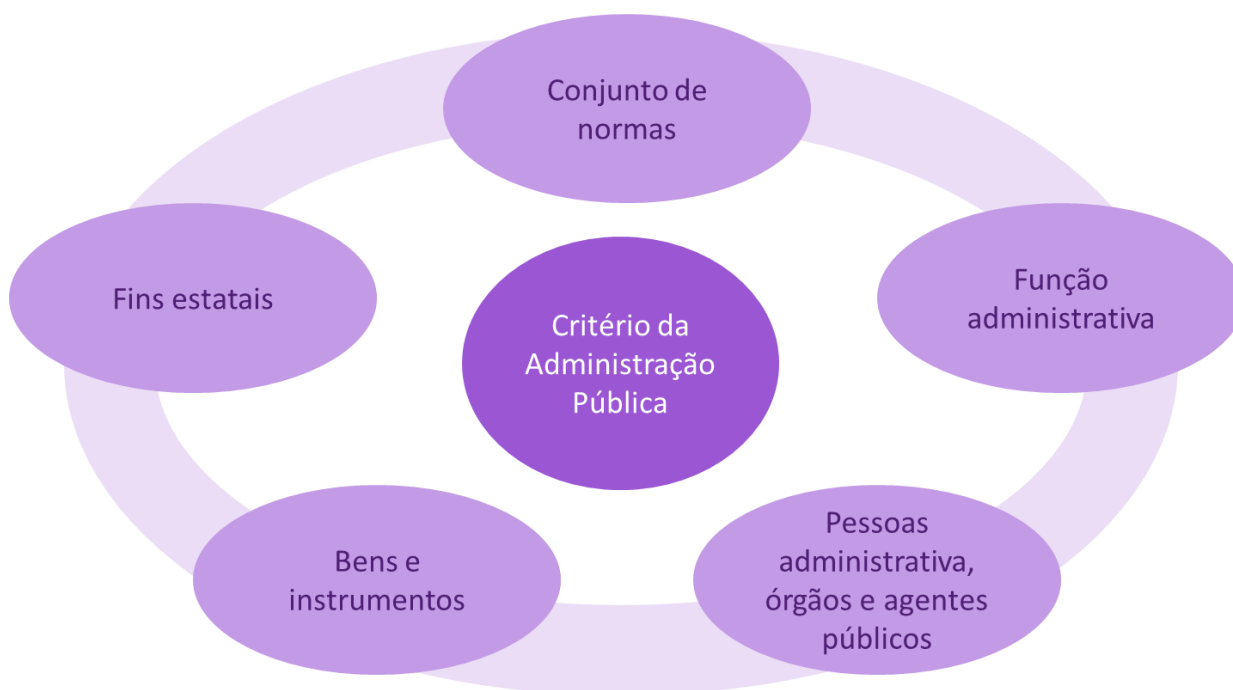 Conjunto de
normas
Função
administrativa
Pessoas
administrativa,
órgãos e agentes
públicos
Bens e
instrumentos
Fins estatais
Critério da
Administração
Pública